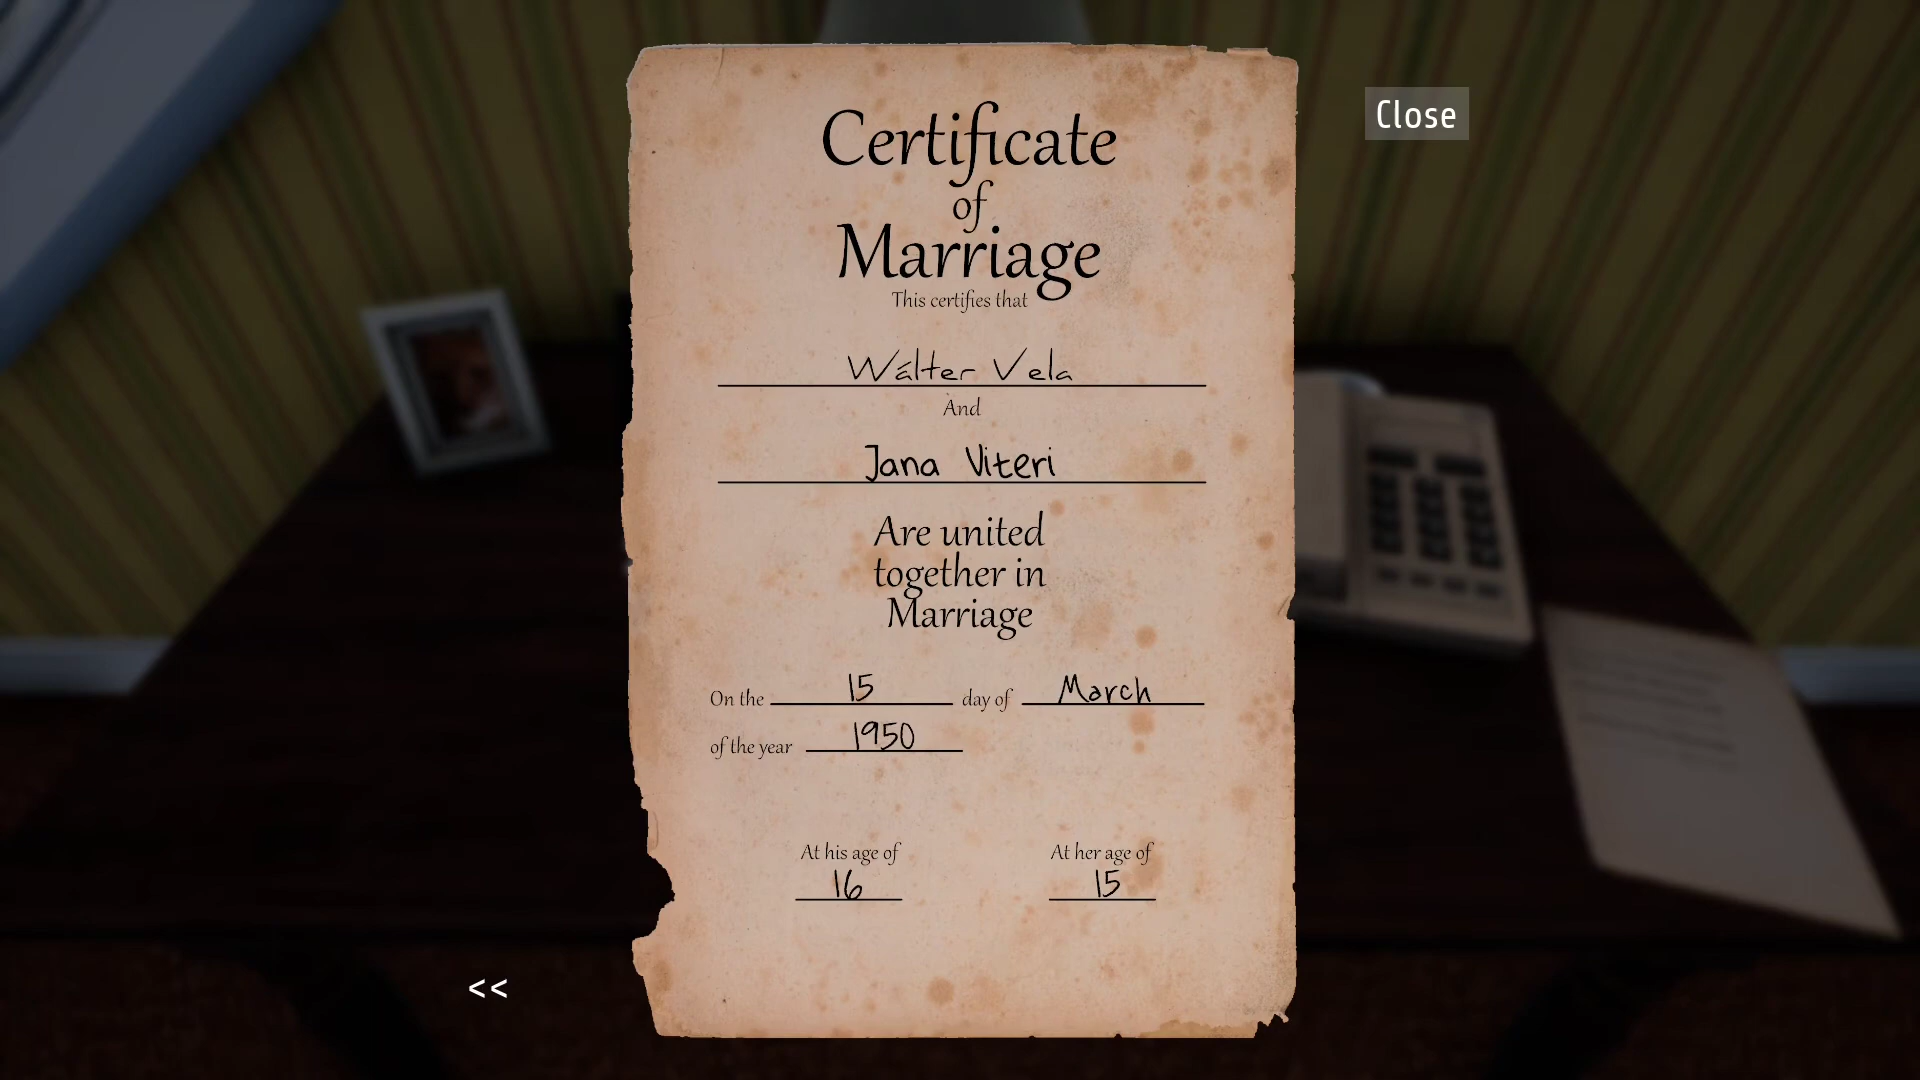 Close
Certificate
of
Marriage
This certifies that
Wálter Vela
And
Jana Viteri
Are united
together in
Marriage
On the 15 day of March
of the year 1950
At his age of At her age of
16 15
<<